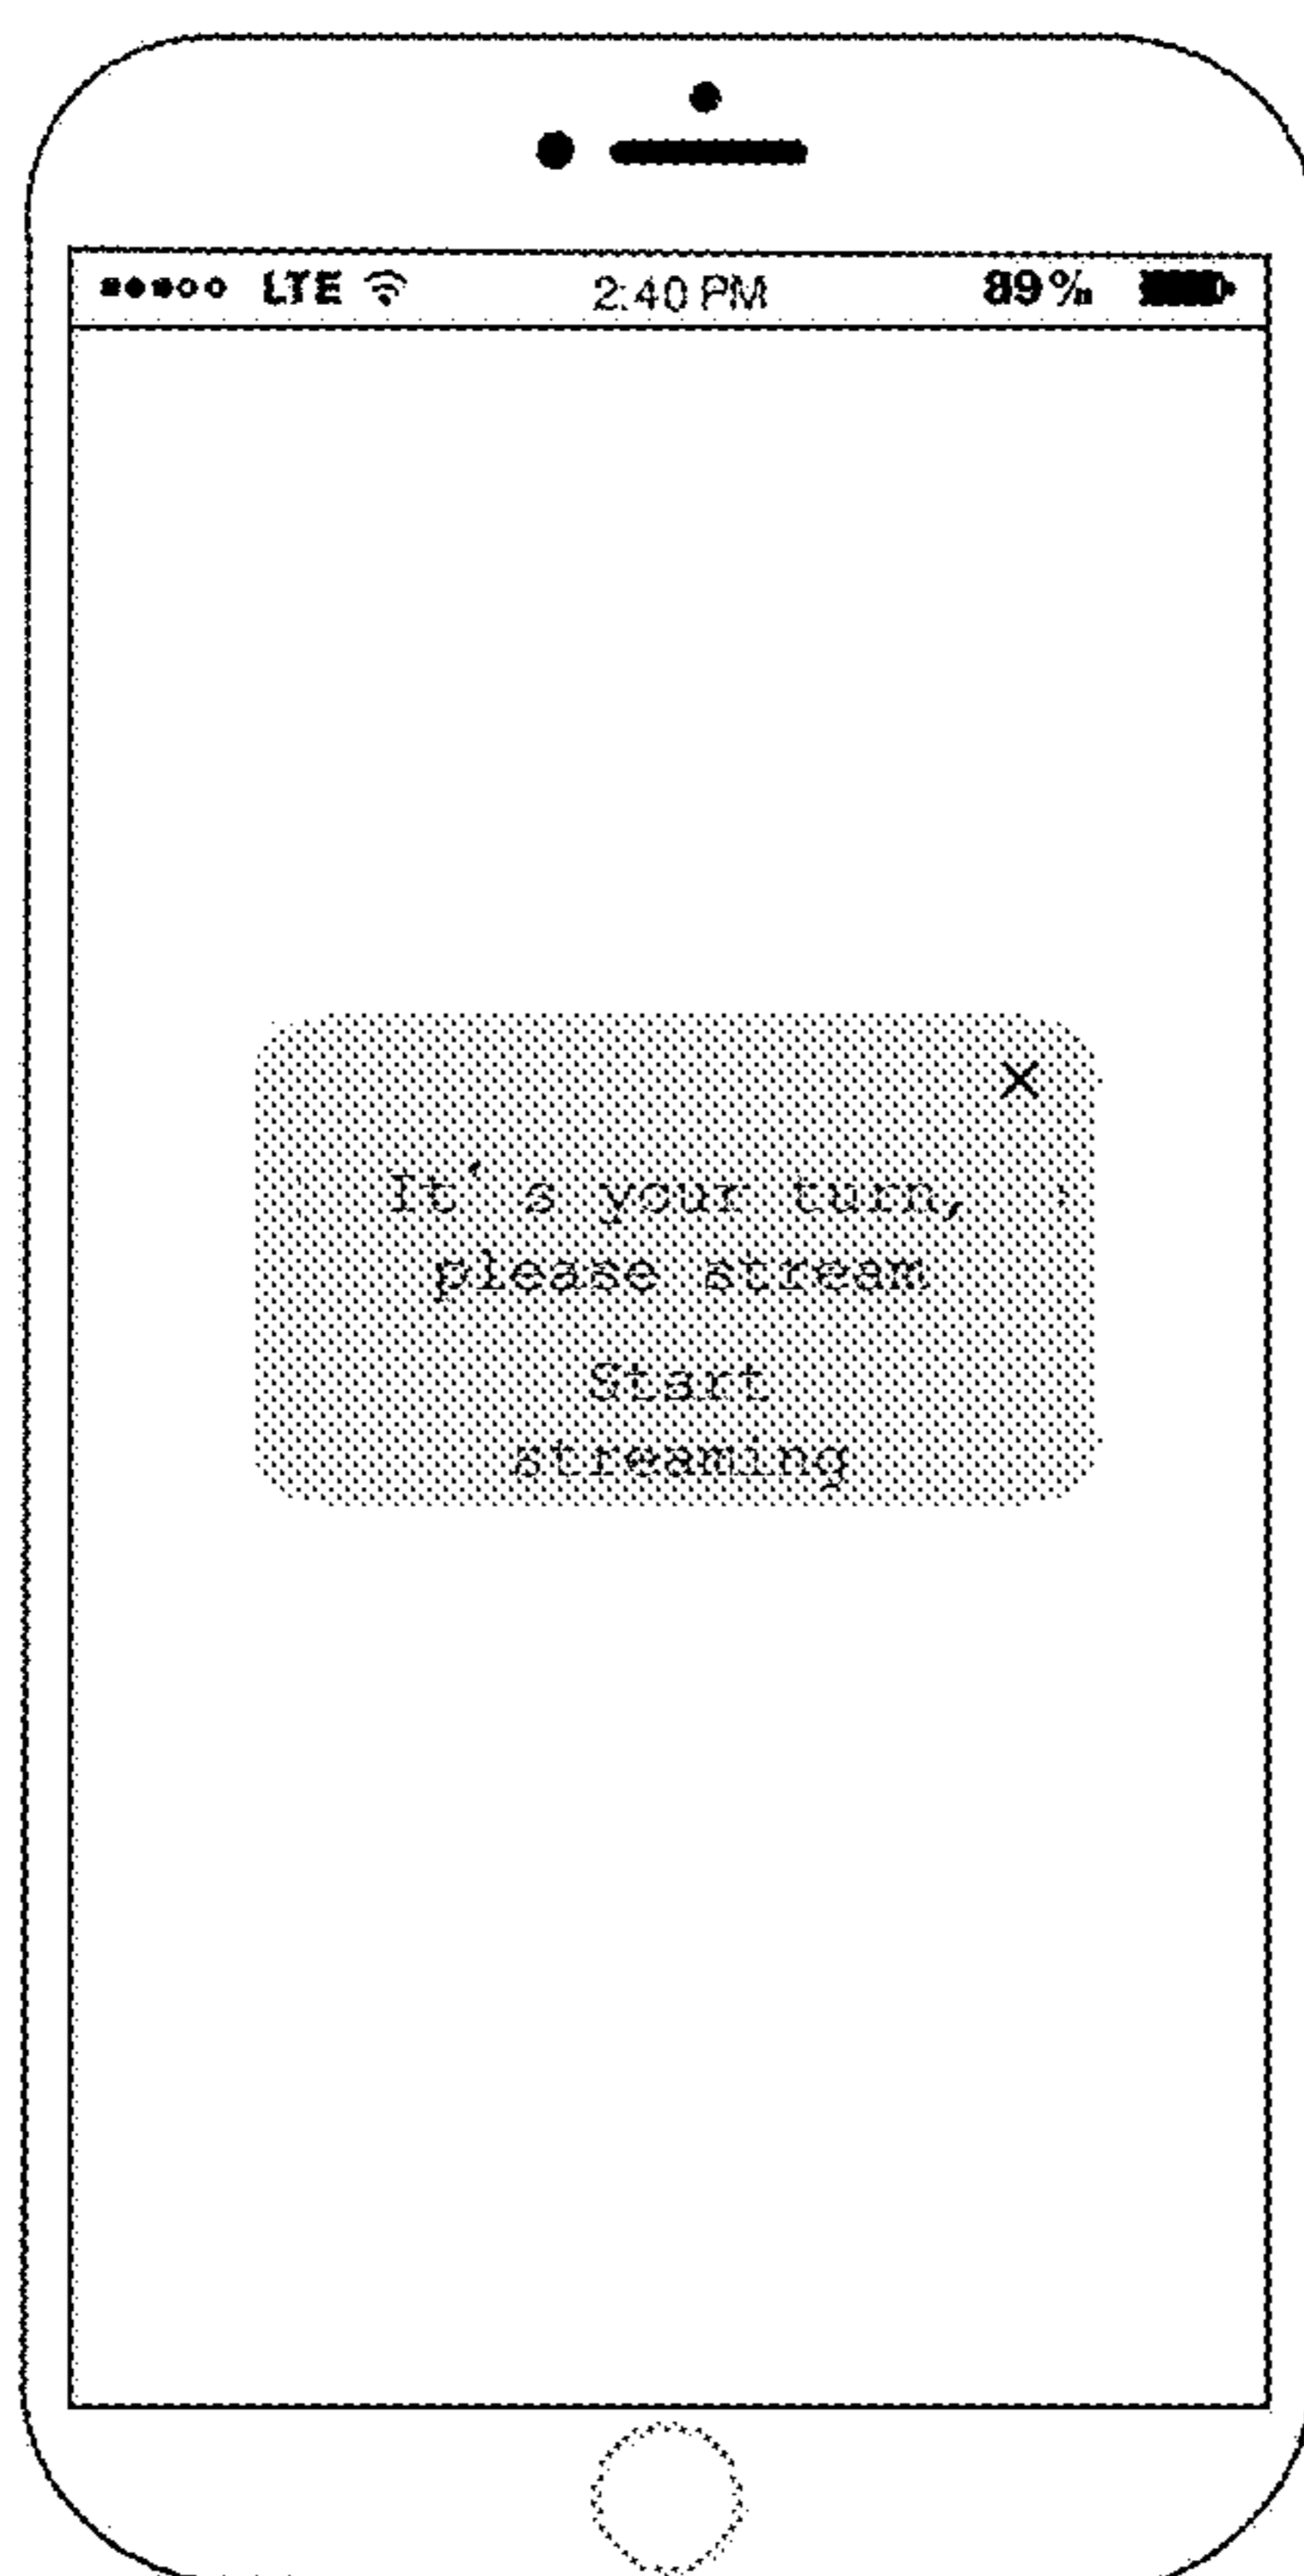 LTE 2:40 PM 89%
×
It's your turn,
please stream
Start
streaming